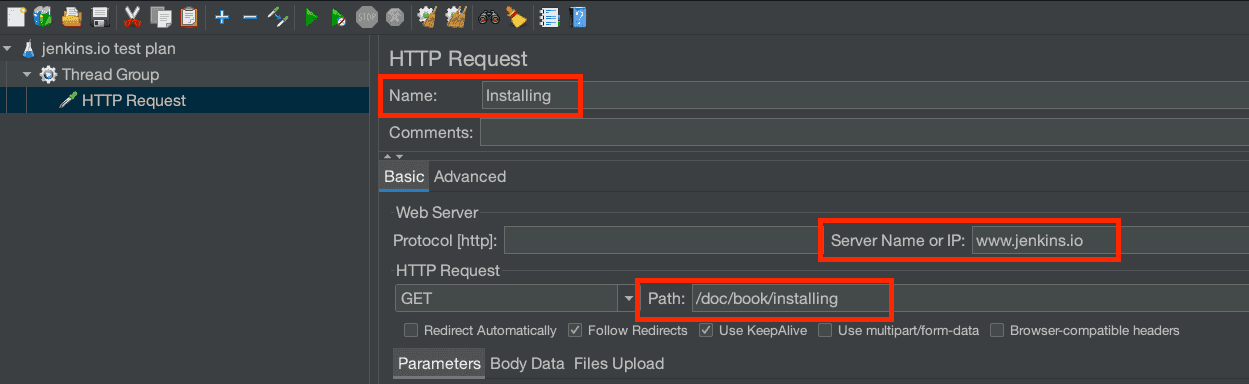 STOP
jenkins.io test plan
Thread Group
HTTP Request
HTTP Request
Name: Installing
Comments:
Basic Advanced
Web Server
Protocol [http]: Server Name or IP: www.jenkins.io
HTTP Request
GET Path: /doc/book/installing
Redirect Automatically Follow Redirects Use KeepAlive Use multipart/form-data Browser-compatible headers
Parameters Body Data Files Upload